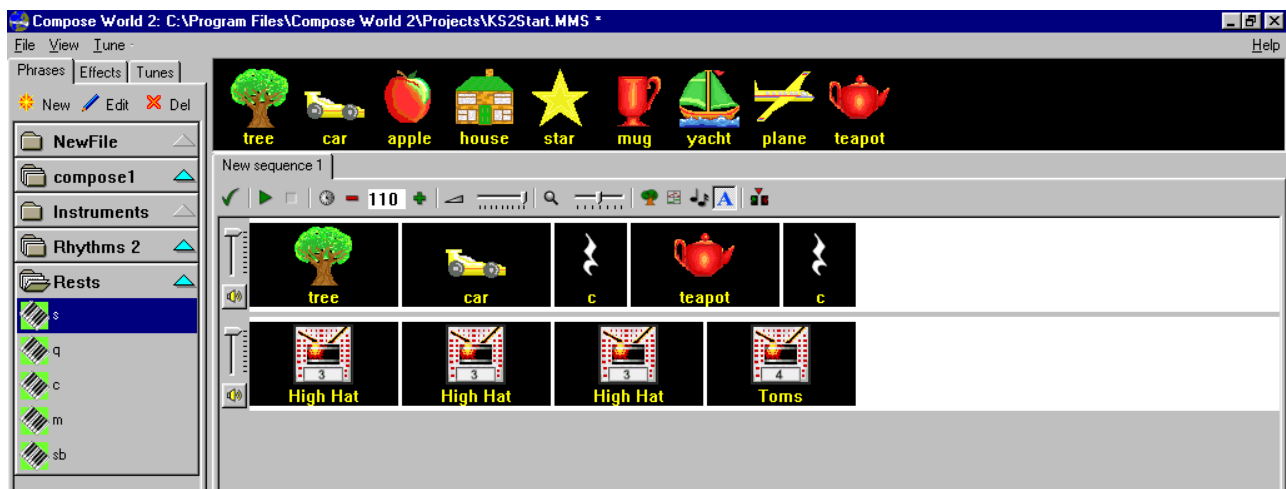 Compose World 2: C:\Program Files\Compose World 2\Projects\KS2Start.MMS *
File View Tune Help
Phrases Effects Tunes
New Edit Del
NewFile
compose1
Instruments
Rhythms 2
Rests
s
q
c
m
sb
tree car apple house star mug yacht plane teapot
New sequence 1
110 A
tree car c teapot c
3 3 3 4
High Hat High Hat High Hat Toms